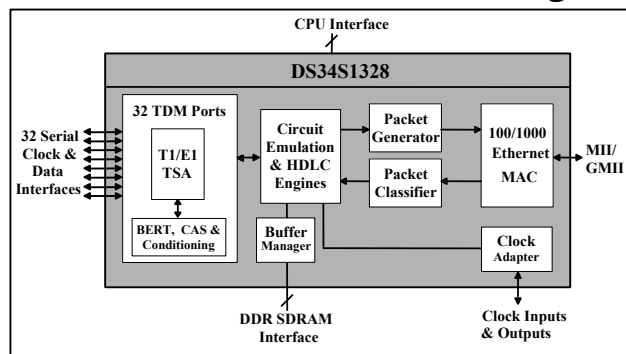 CPU Interface
DS34S1328
32 Serial
Clock &
Data
Interfaces
32 TDM Ports
T1/E1
TSA
BERT, CAS &
Conditioning
Circuit
Emulation
& HDLC
Engines
Buffer
Manager
Packet
Generator
Packet
Classifier
100/1000
Ethernet
MAC
MII/
GMII
Clock
Adapter
DDR SDRAM
Interface
Clock Inputs
& Outputs